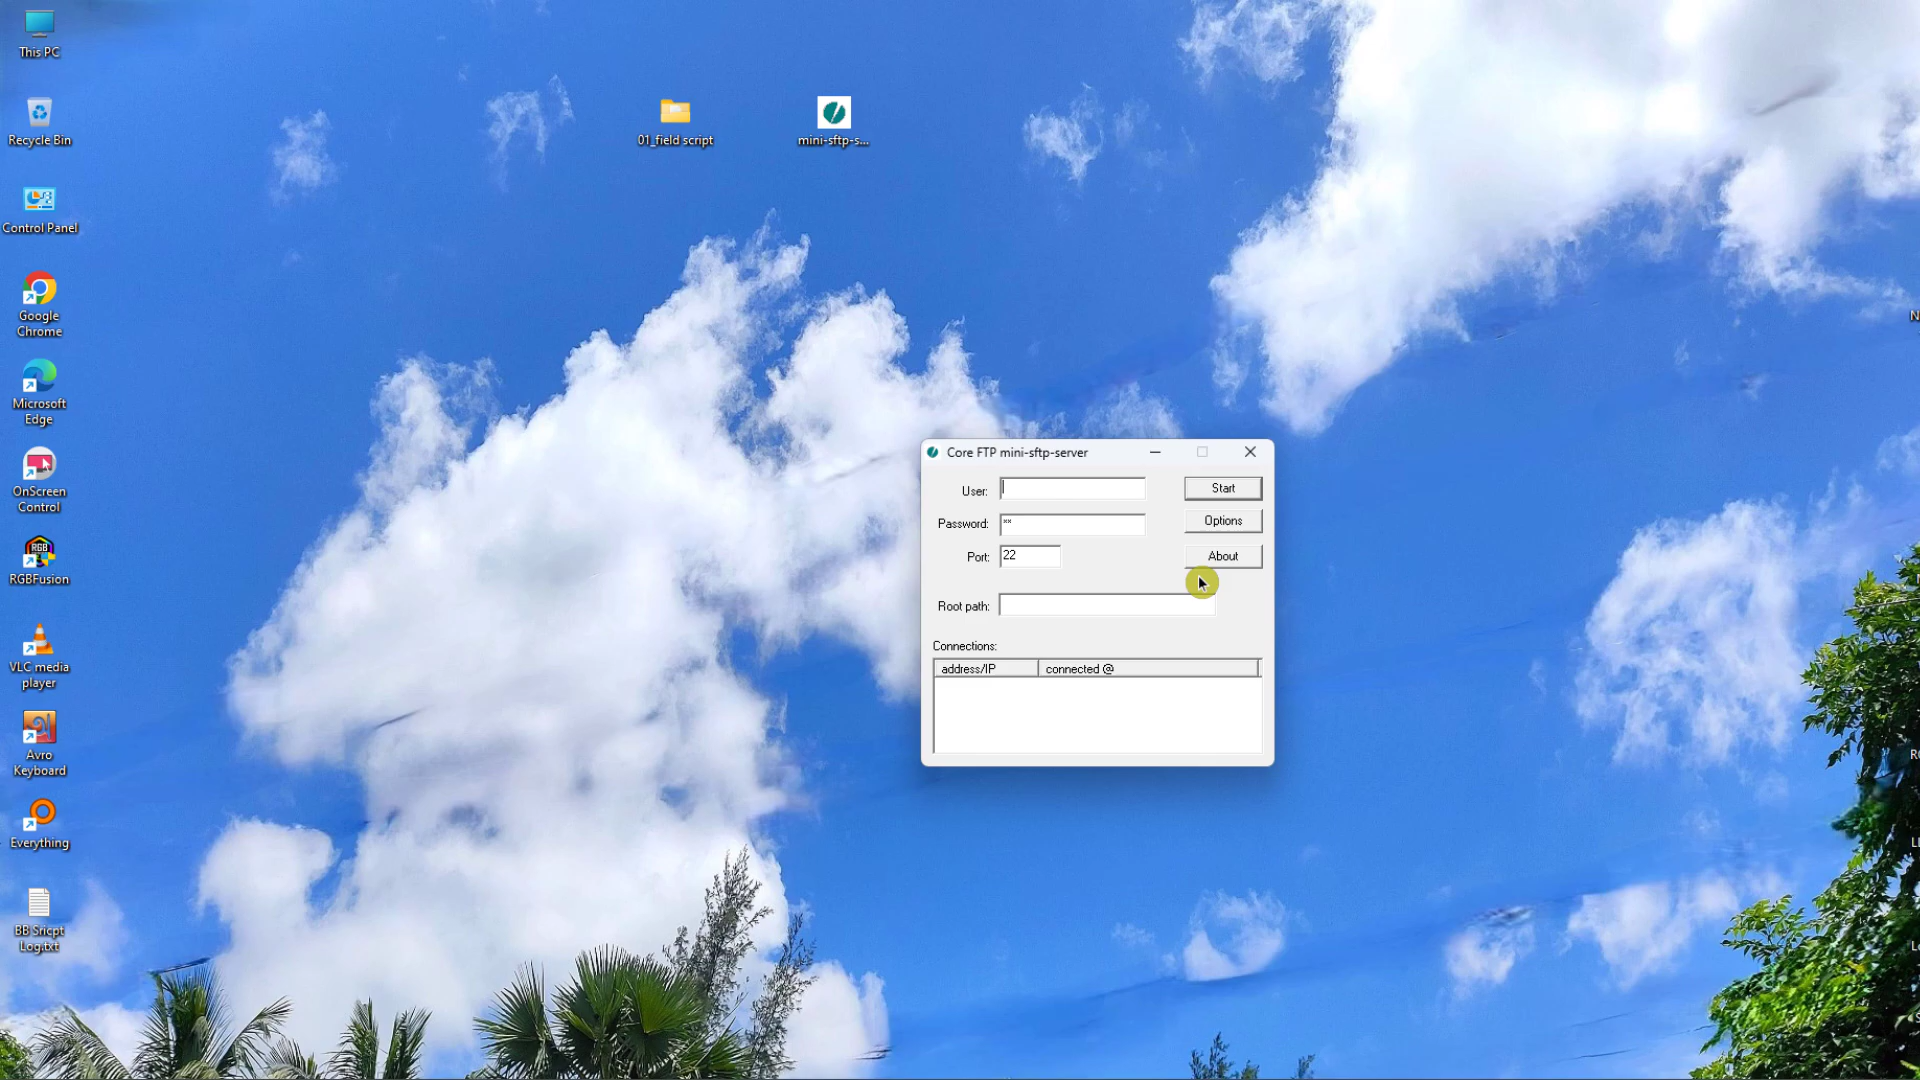 This PC
Recycle Bin
Control Panel
Google
Chrome
Microsoft
Edge
OnScreen
Control
RGB
RGBFusion
VLC media
player
Avro
Keyboard
Everything
BB Sricpt
Log.txt
01_field script
mini-sftp-s...
Core FTP mini-sftp-server
User:
Start
Password: **
Options
Port: 22
About
Root path:
Connections:
address/IP connected @